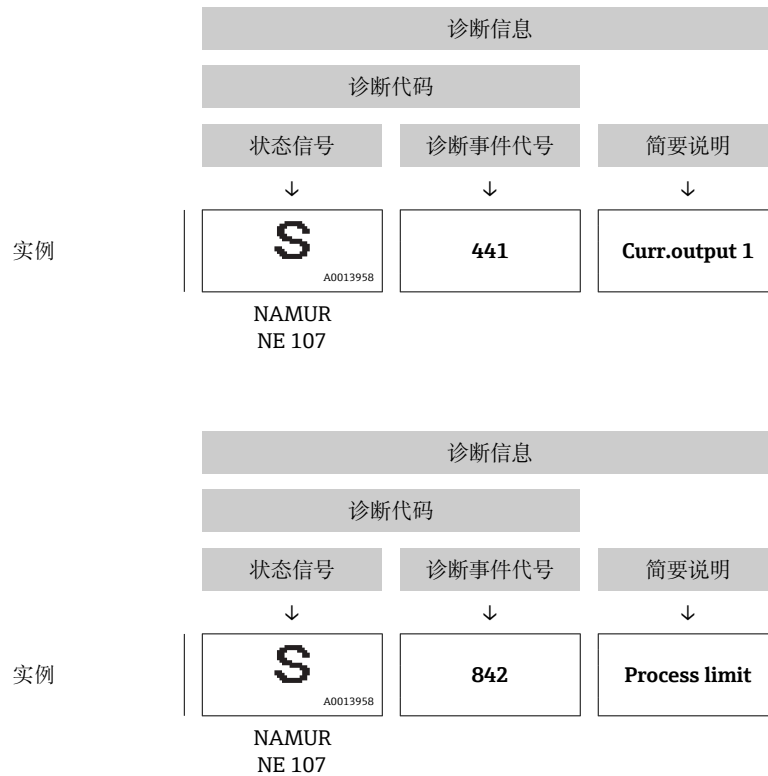 诊断信息
诊断代码
状态信号 诊断事件代号 简要说明
↓ ↓ ↓
实例 S A0013958 441 Curr.output 1
NAMUR
NE 107
诊断信息
诊断代码
状态信号 诊断事件代号 简要说明
↓ ↓ ↓
实例 S A0013958 842 Process limit
NAMUR
NE 107